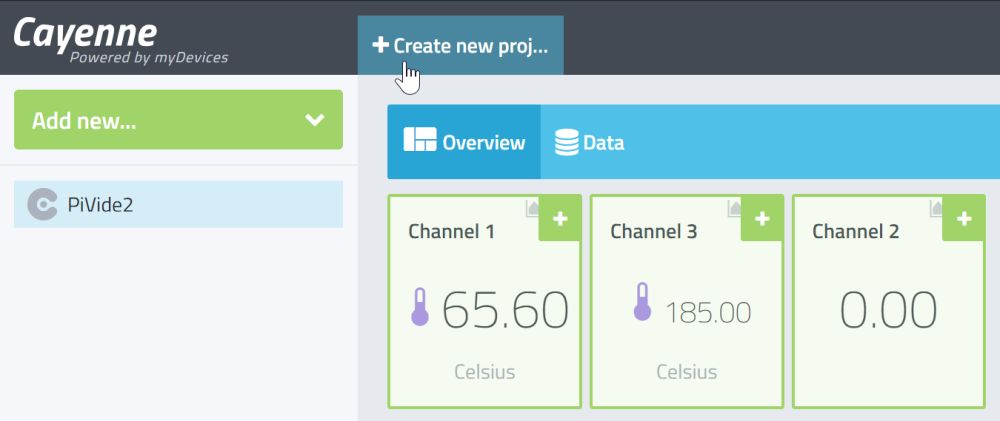 Cayenne
Powered by myDevices
Create new proj...
Add new...
PiVide2
Overview
Data
Channel 1
65.60
Celsius
Channel 3
185.00
Celsius
Channel 2
0.00